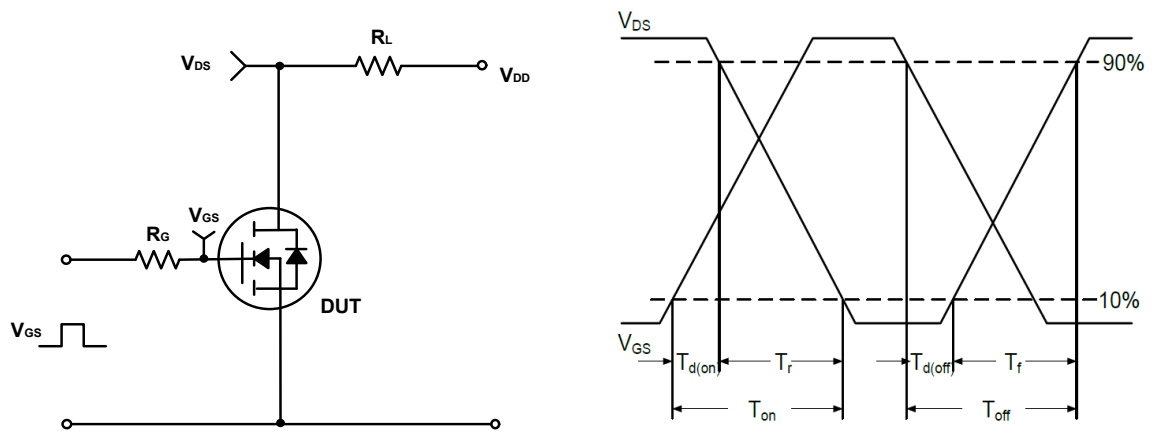 RL
VDS
VDD
VGS
RG
DUT
VGS
VDS
90%
10%
VGS
Td(on)
Tr
Td(off)
Tf
Ton
Toff